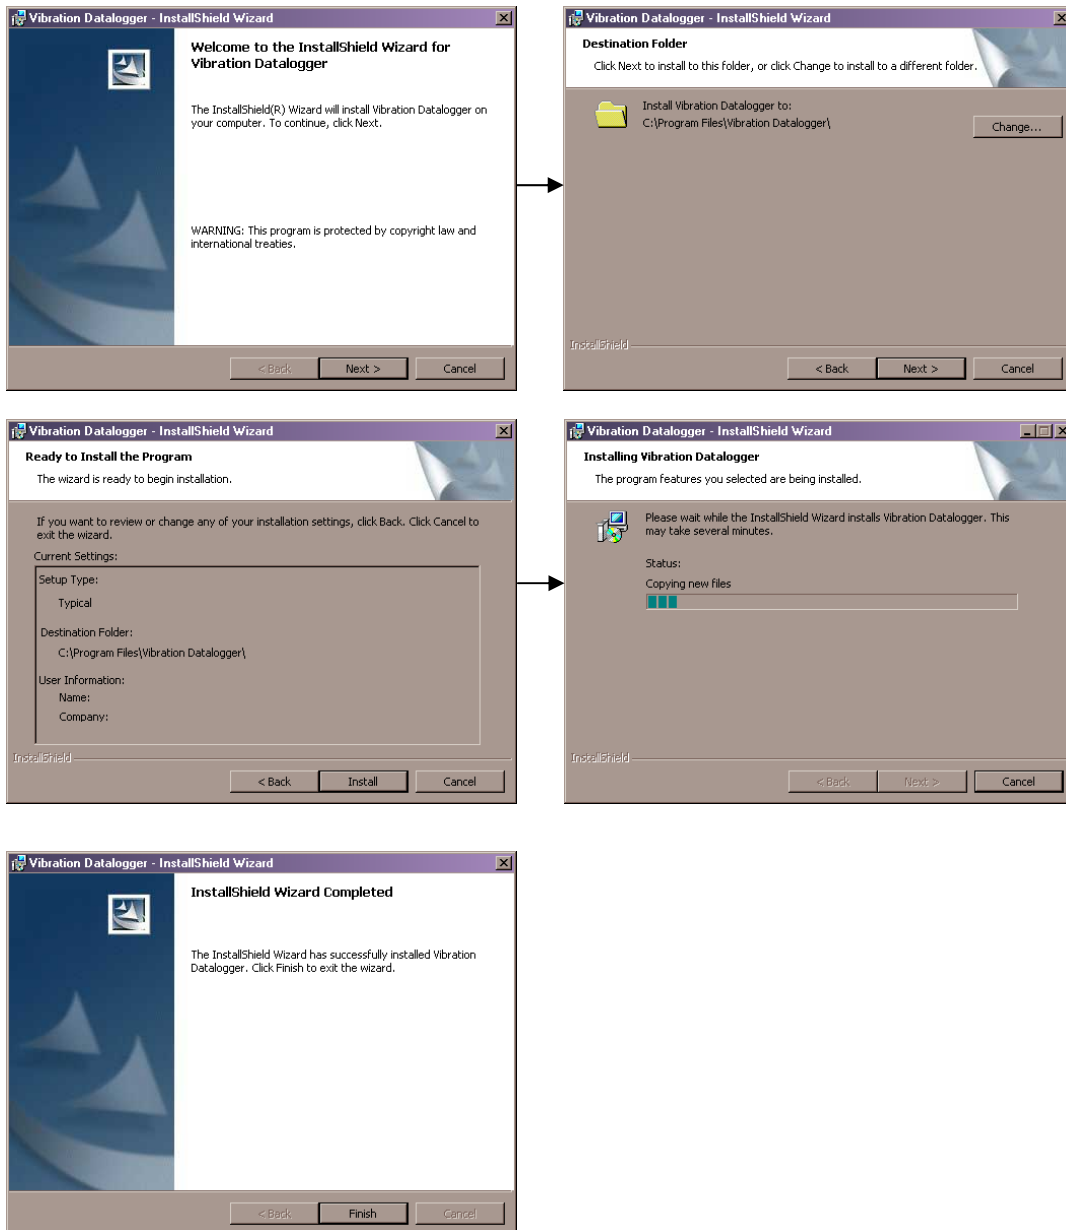 Vibration Datalogger - InstallShield Wizard
Welcome to the InstallShield Wizard for
Vibration Datalogger
The InstallShield(R) Wizard will install Vibration Datalogger on
your computer. To continue, click Next.
WARNING: This program is protected by copyright law and
international treaties.
< Back
Next >
Cancel
Vibration Datalogger - InstallShield Wizard
Destination Folder
Click Next to install to this folder, or click Change to install to a different folder.
Install Vibration Datalogger to:
C:\Program Files\Vibration Datalogger\
Change...
InstallShield
< Back
Next >
Cancel
Vibration Datalogger - InstallShield Wizard
Ready to Install the Program
The wizard is ready to begin installation.
If you want to review or change any of your installation settings, click Back. Click Cancel to
exit the wizard.
Current Settings:
Setup Type:
Typical
Destination Folder:
C:\Program Files\Vibration Datalogger\
User Information:
Name:
Company:
InstallShield
< Back
Install
Cancel
Vibration Datalogger - InstallShield Wizard
Installing Vibration Datalogger
The program features you selected are being installed.
Please wait while the InstallShield Wizard installs Vibration Datalogger. This
may take several minutes.
Status:
Copying new files
InstallShield
< Back
Next >
Cancel
Vibration Datalogger - InstallShield Wizard
InstallShield Wizard Completed
The InstallShield Wizard has successfully installed Vibration
Datalogger. Click Finish to exit the wizard.
< Back
Finish
Cancel